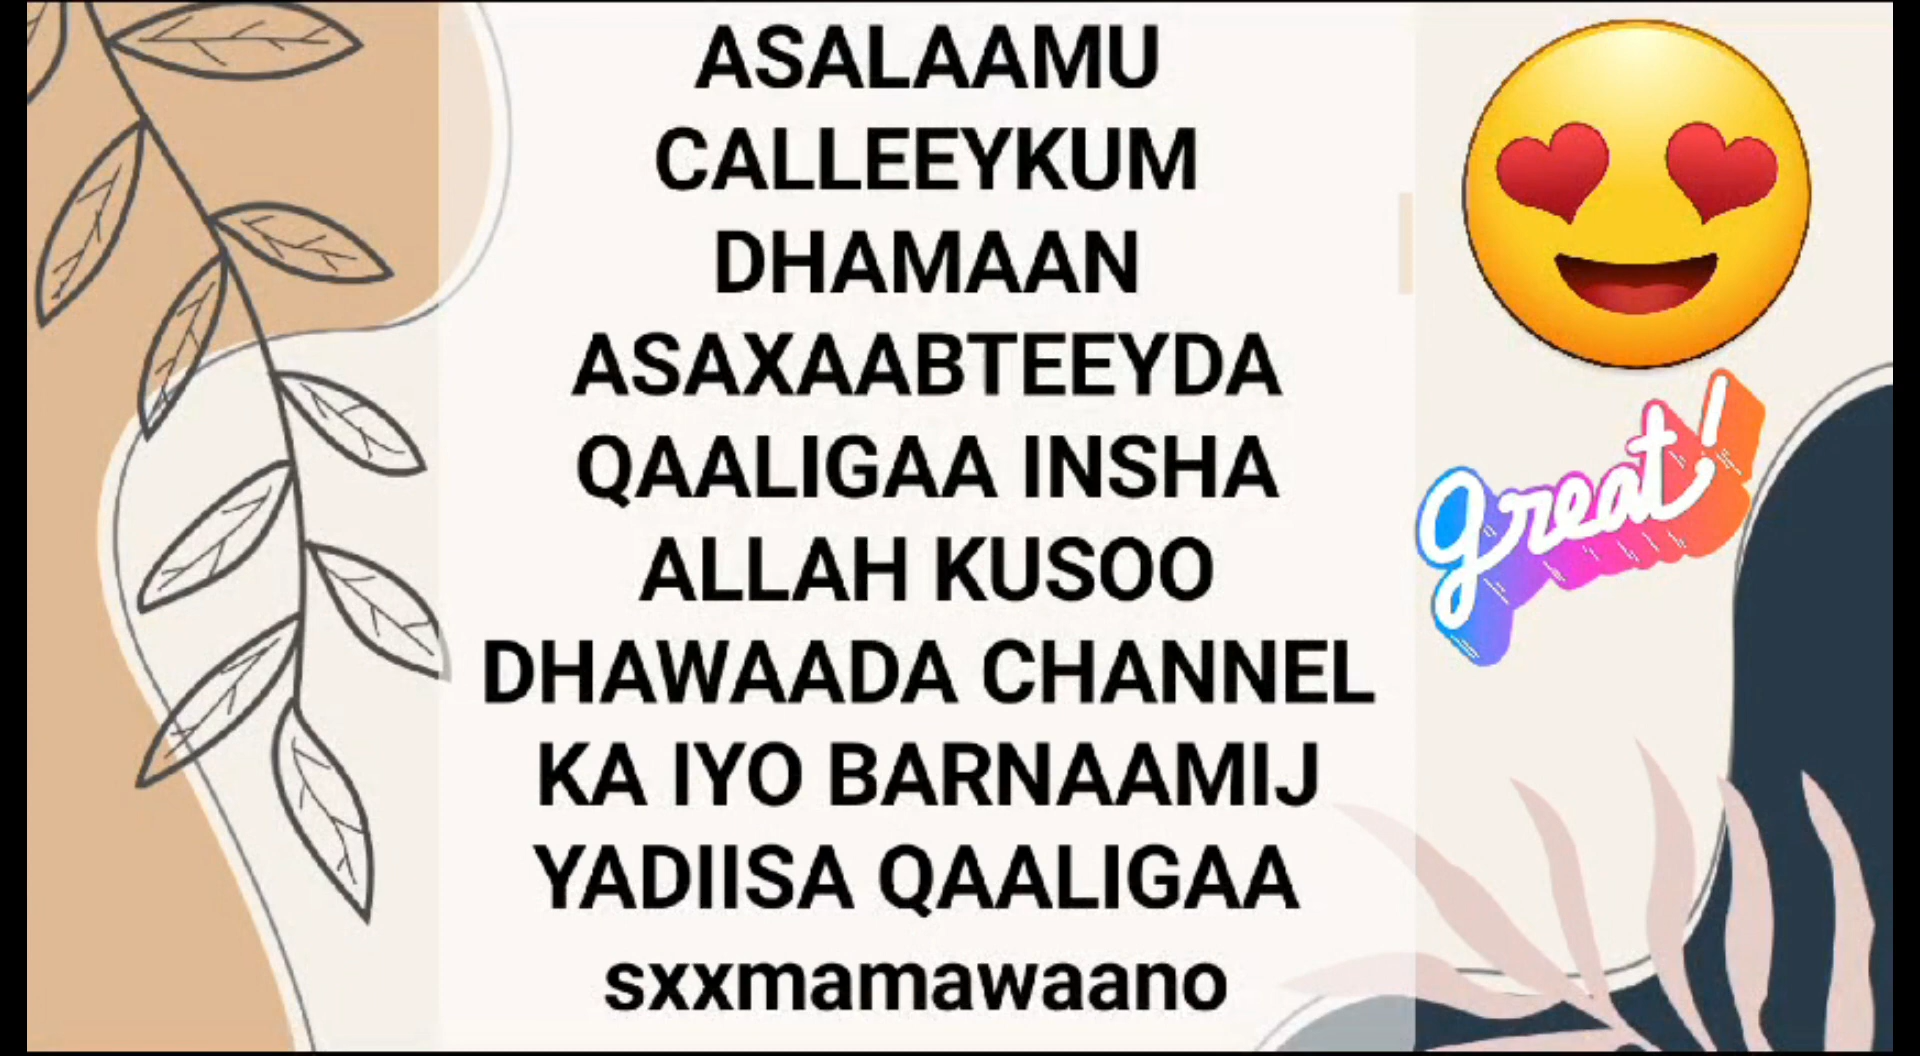 ASALAAMU
CALLEEYKUM
DHAMAAN
ASAXAABTEEYDA
QAALIGAA INSHA
ALLAH KUSOO
DHAWAADA CHANNEL
KA IYO BARNAAMIJ
YADIISA QAALIGAA
sxxmamawaano
great!